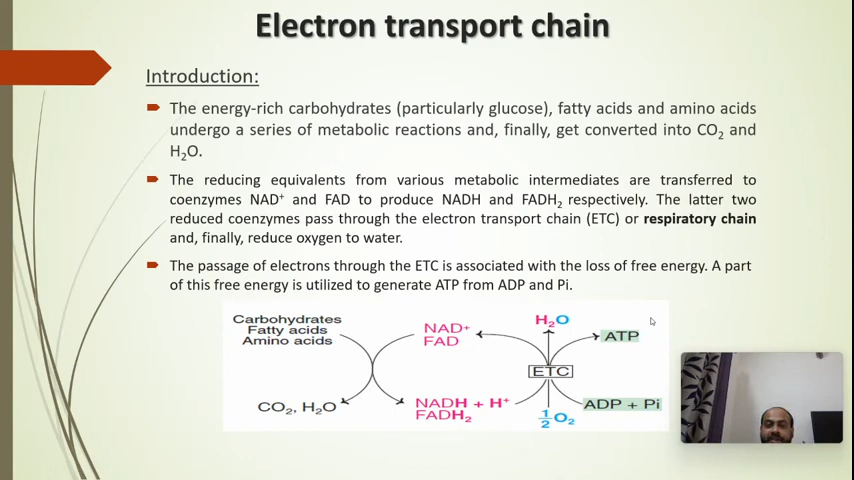 Electron transport chain
Introduction:
The energy-rich carbohydrates (particularly glucose), fatty acids and amino acids
undergo a series of metabolic reactions and, finally, get converted into CO₂ and
H₂O.
The reducing equivalents from various metabolic intermediates are transferred to
coenzymes NAD⁺ and FAD to produce NADH and FADH₂ respectively. The latter two
reduced coenzymes pass through the electron transport chain (ETC) or respiratory chain
and, finally, reduce oxygen to water.
The passage of electrons through the ETC is associated with the loss of free energy. A part
of this free energy is utilized to generate ATP from ADP and Pi.
Carbohydrates
Fatty acids
Amino acids
NAD⁺
FAD
H₂O
ATP
ETC
CO₂, H₂O
NADH + H⁺
FADH₂
½O₂
ADP + Pi